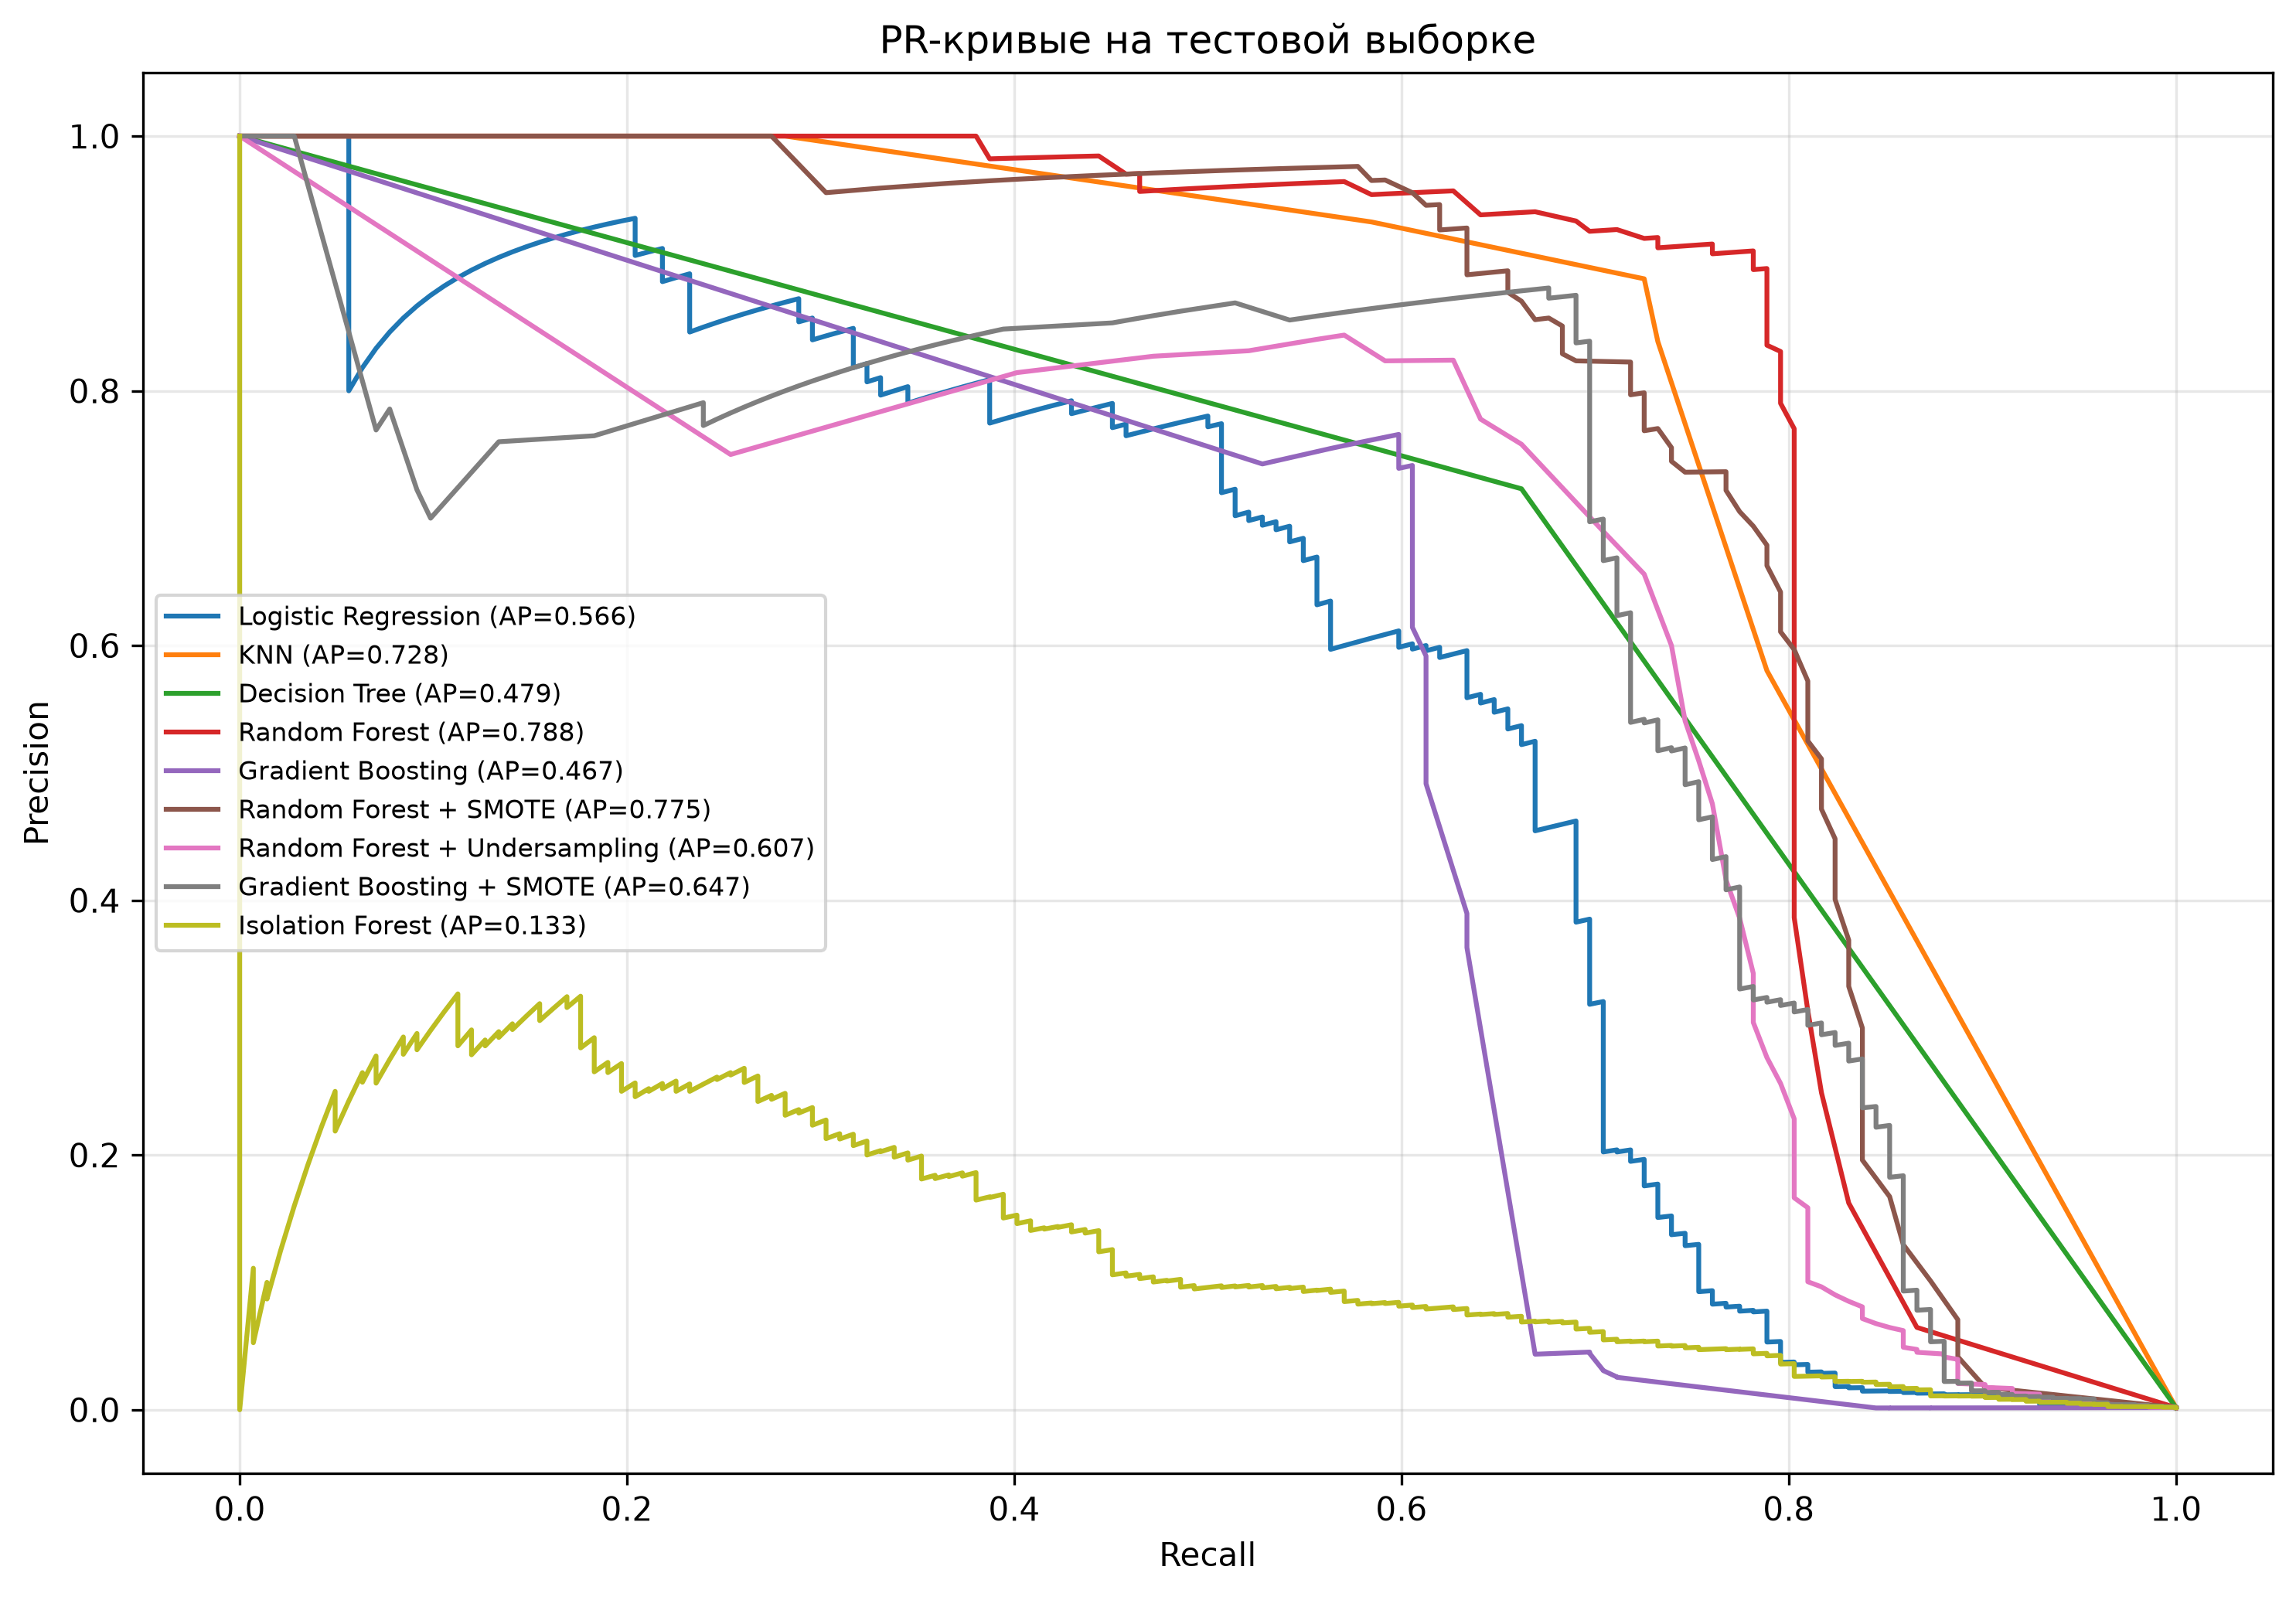 PR-кривые на тестовой выборке
1.0
0.8
0.6
0.4
0.2
0.0
Precision
Logistic Regression (AP=0.566)
KNN (AP=0.728)
Decision Tree (AP=0.479)
Random Forest (AP=0.788)
Gradient Boosting (AP=0.467)
Random Forest + SMOTE (AP=0.775)
Random Forest + Undersampling (AP=0.607)
Gradient Boosting + SMOTE (AP=0.647)
Isolation Forest (AP=0.133)
0.0 0.2 0.4 0.6 0.8 1.0
Recall